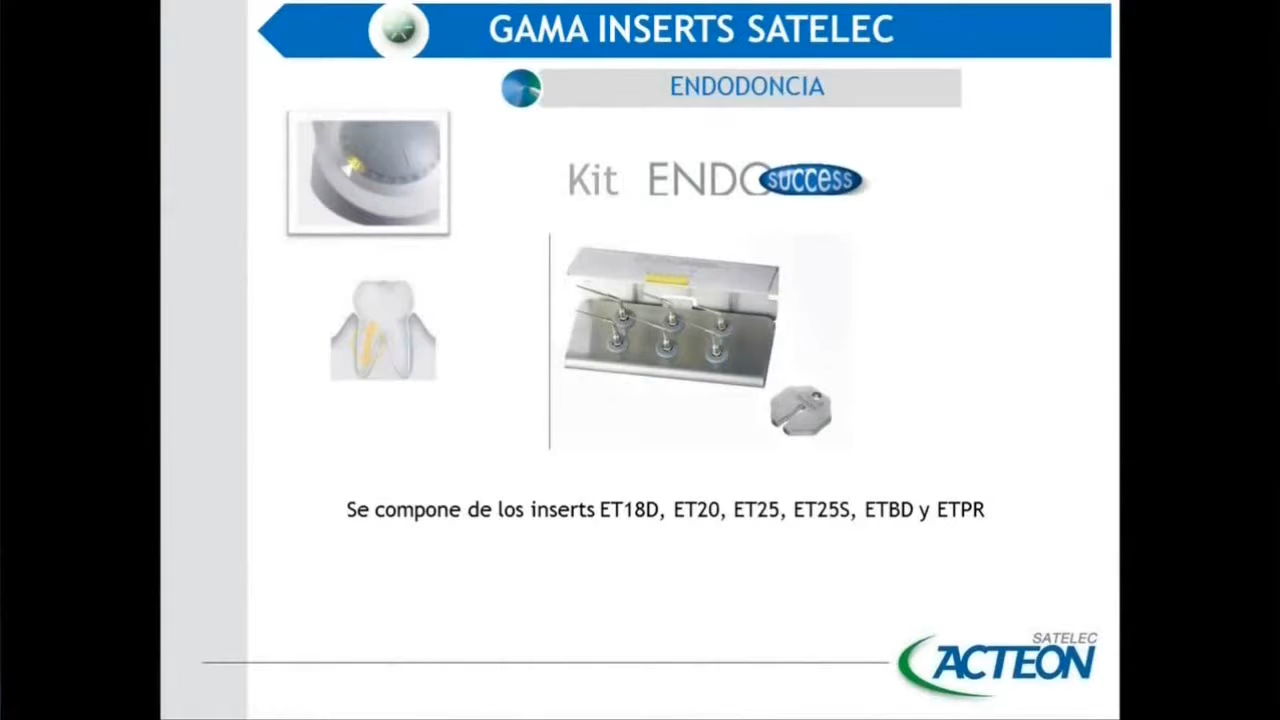 GAMA INSERTS SATELEC
ENDODONCIA
Kit ENDO success
Se compone de los inserts ET18D, ET20, ET25, ET25S, ETBD y ETPR
SATELEC
ACTEON